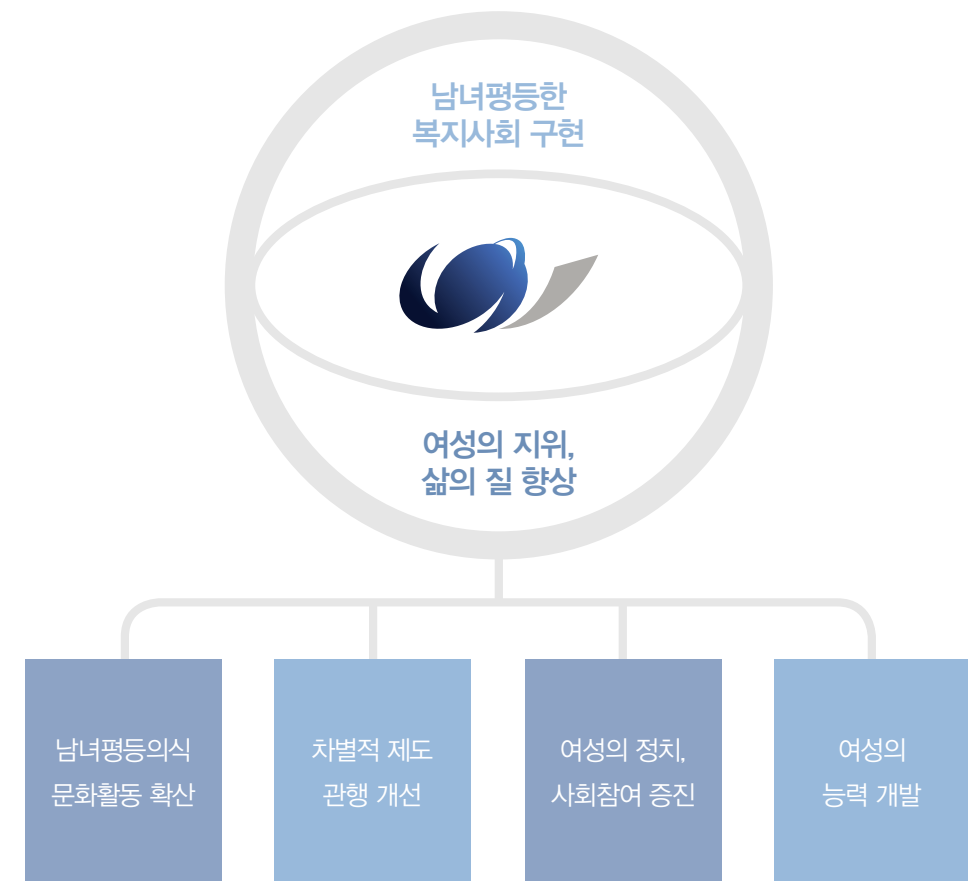 남녀평등한
복지사회 구현
여성의 지위,
삶의 질 향상
남녀평등의식
문화활동 확산
차별적 제도
관행 개선
여성의 정치,
사회참여 증진
여성의
능력 개발